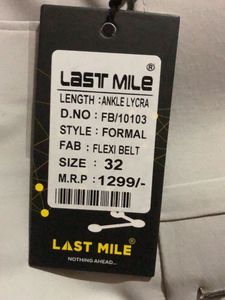 LAST MILE ®
LENGTH : ANKLE LYCRA
D.NO : FB/10103
STYLE : FORMAL
FAB : FLEXI BELT
SIZE : 32
M.R.P : 1299/-
LAST MILE ®
NOTHING AHEAD...